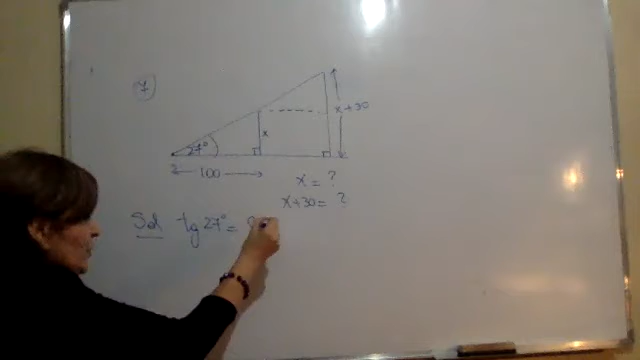 7
x + 30
x
27°
100
x = ?
x+30 = ?
Sol tg 27° =